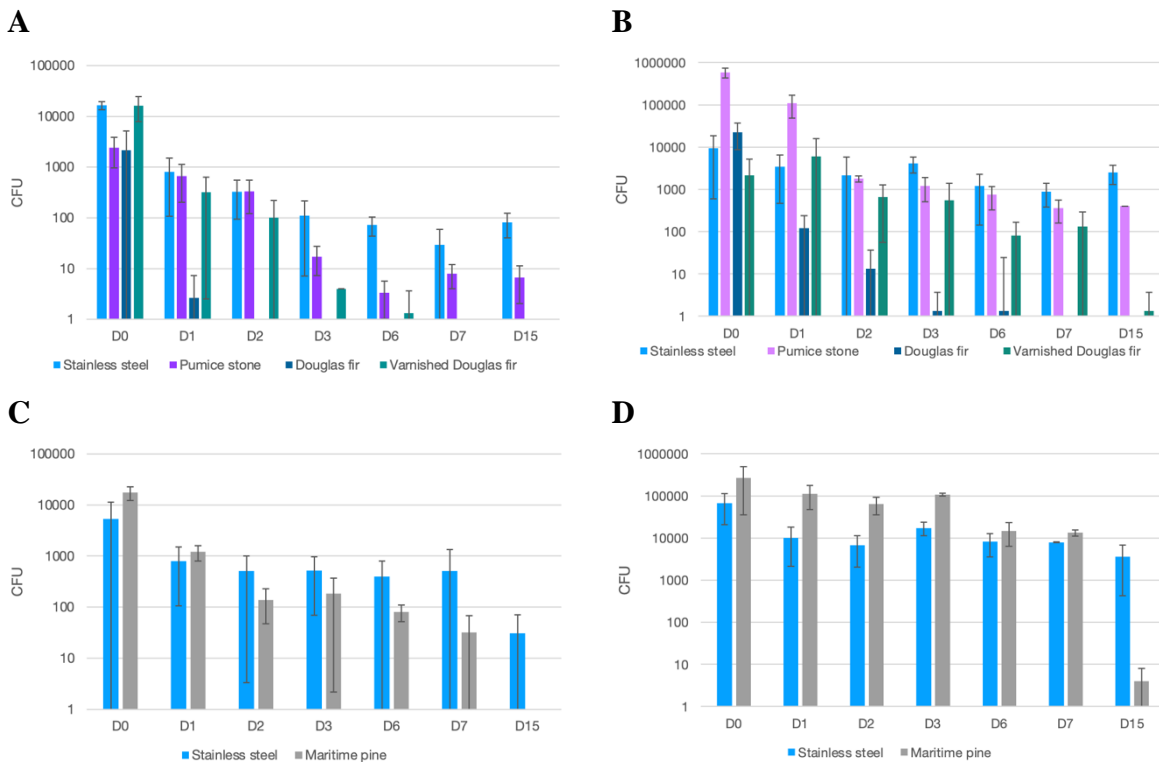 A
100000
10000
1000
100
10
1
CFU
D0 D1 D2 D3 D6 D7 D15
Stainless steel Pumice stone Douglas fir Varnished Douglas fir
B
1000000
100000
10000
1000
100
10
1
CFU
D0 D1 D2 D3 D6 D7 D15
Stainless steel Pumice stone Douglas fir Varnished Douglas fir
C
100000
10000
1000
100
10
1
CFU
D0 D1 D2 D3 D6 D7 D15
Stainless steel Maritime pine
D
1000000
100000
10000
1000
100
10
1
CFU
D0 D1 D2 D3 D6 D7 D15
Stainless steel Maritime pine